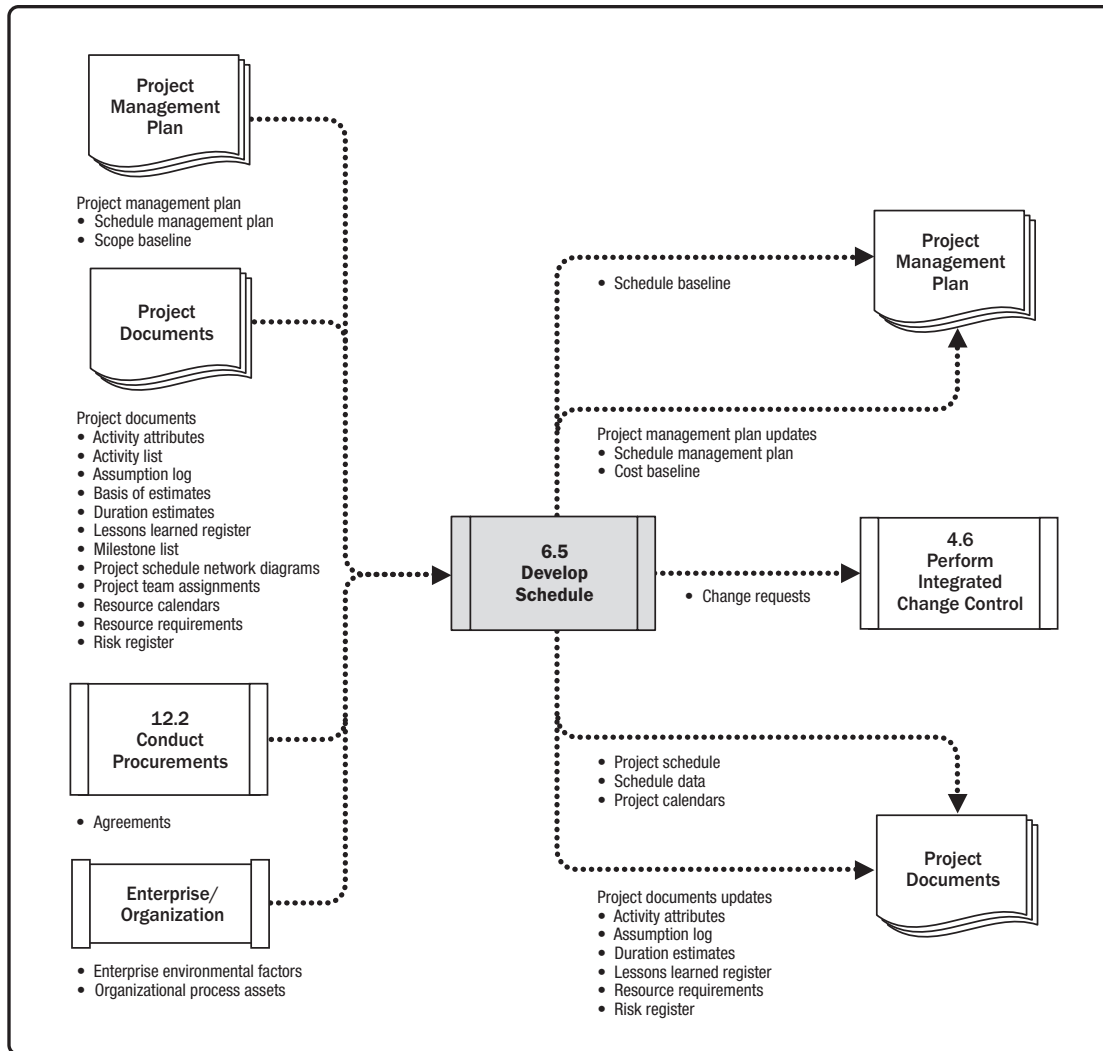 Project
Management
Plan
Project management plan
• Schedule management plan
• Scope baseline
Project
Documents
Project documents
• Activity attributes
• Activity list
• Assumption log
• Basis of estimates
• Duration estimates
• Lessons learned register
• Milestone list
• Project schedule network diagrams
• Project team assignments
• Resource calendars
• Resource requirements
• Risk register
12.2
Conduct
Procurements
• Agreements
Enterprise/
Organization
• Enterprise environmental factors
• Organizational process assets
6.5
Develop
Schedule
• Schedule baseline
Project
Management
Plan
Project management plan updates
• Schedule management plan
• Cost baseline
• Change requests
4.6
Perform
Integrated
Change Control
• Project schedule
• Schedule data
• Project calendars
Project
Documents
Project documents updates
• Activity attributes
• Assumption log
• Duration estimates
• Lessons learned register
• Resource requirements
• Risk register